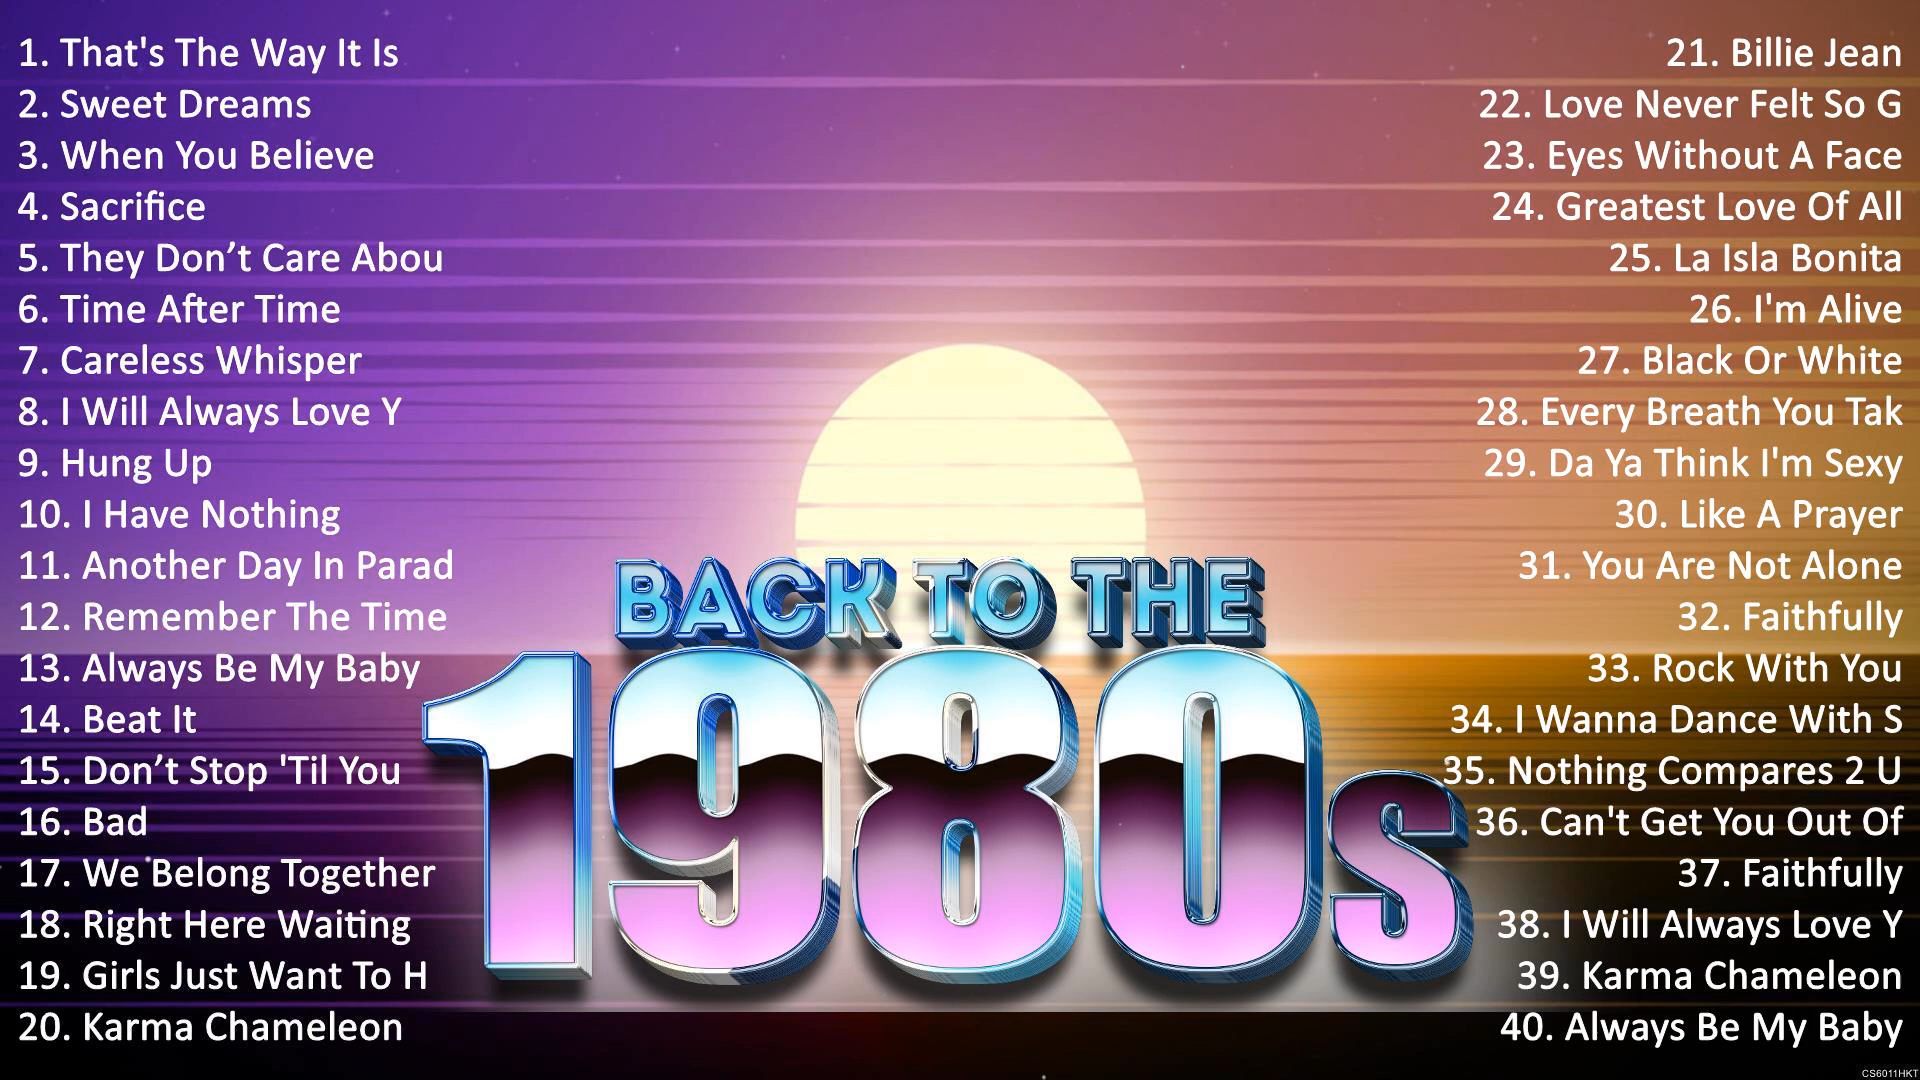 1. That's The Way It Is
2. Sweet Dreams
3. When You Believe
4. Sacrifice
5. They Don’t Care Abou
6. Time After Time
7. Careless Whisper
8. I Will Always Love Y
9. Hung Up
10. I Have Nothing
11. Another Day In Parad
12. Remember The Time
13. Always Be My Baby
14. Beat It
15. Don’t Stop 'Til You
16. Bad
17. We Belong Together
18. Right Here Waiting
19. Girls Just Want To H
20. Karma Chameleon
BACK TO THE
1980s
21. Billie Jean
22. Love Never Felt So G
23. Eyes Without A Face
24. Greatest Love Of All
25. La Isla Bonita
26. I'm Alive
27. Black Or White
28. Every Breath You Tak
29. Da Ya Think I'm Sexy
30. Like A Prayer
31. You Are Not Alone
32. Faithfully
33. Rock With You
34. I Wanna Dance With S
35. Nothing Compares 2 U
36. Can't Get You Out Of
37. Faithfully
38. I Will Always Love Y
39. Karma Chameleon
40. Always Be My Baby
CS6011HKT